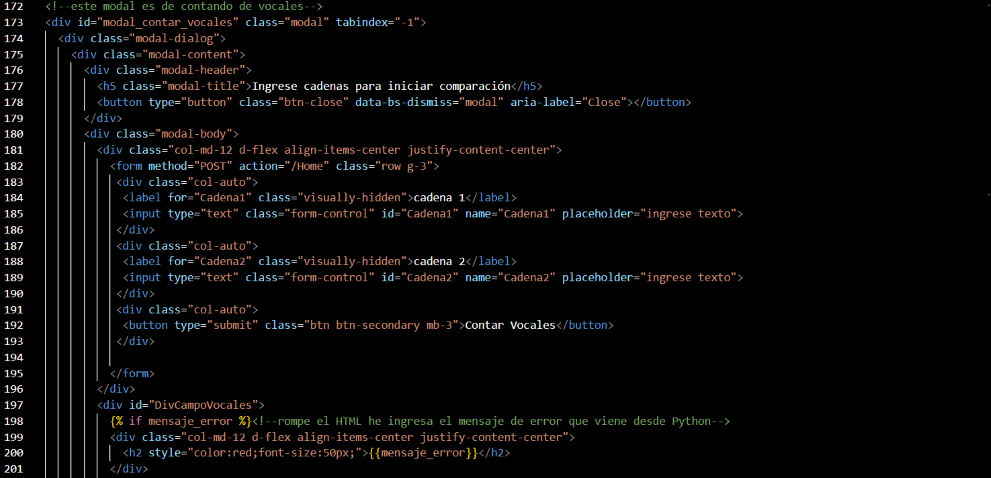 172 <!--este modal es de contando de vocales-->
173 <div id="modal_contar_vocales" class="modal" tabindex="-1">
174 <div class="modal-dialog">
175 <div class="modal-content">
176 <div class="modal-header">
177 <h5 class="modal-title">Ingrese cadenas para iniciar comparación</h5>
178 <button type="button" class="btn-close" data-bs-dismiss="modal" aria-label="Close"></button>
179 </div>
180 <div class="modal-body">
181 <div class="col-md-12 d-flex align-items-center justify-content-center">
182 <form method="POST" action="/Home" class="row g-3">
183 <div class="col-auto">
184 <label for="Cadena1" class="visually-hidden">cadena 1</label>
185 <input type="text" class="form-control" id="Cadena1" name="Cadena1" placeholder="ingrese texto">
186 </div>
187 <div class="col-auto">
188 <label for="Cadena2" class="visually-hidden">cadena 2</label>
189 <input type="text" class="form-control" id="Cadena2" name="Cadena2" placeholder="ingrese texto">
190 </div>
191 <div class="col-auto">
192 <button type="submit" class="btn btn-secondary mb-3">Contar Vocales</button>
193 </div>
194
195 </form>
196 </div>
197 <div id="DivCampoVocales">
198 {% if mensaje_error %}<!--rompe el HTML he ingresa el mensaje de error que viene desde Python-->
199 <div class="col-md-12 d-flex align-items-center justify-content-center">
200 <h2 style="color:red;font-size:50px;">{{mensaje_error}}</h2>
201 </div>